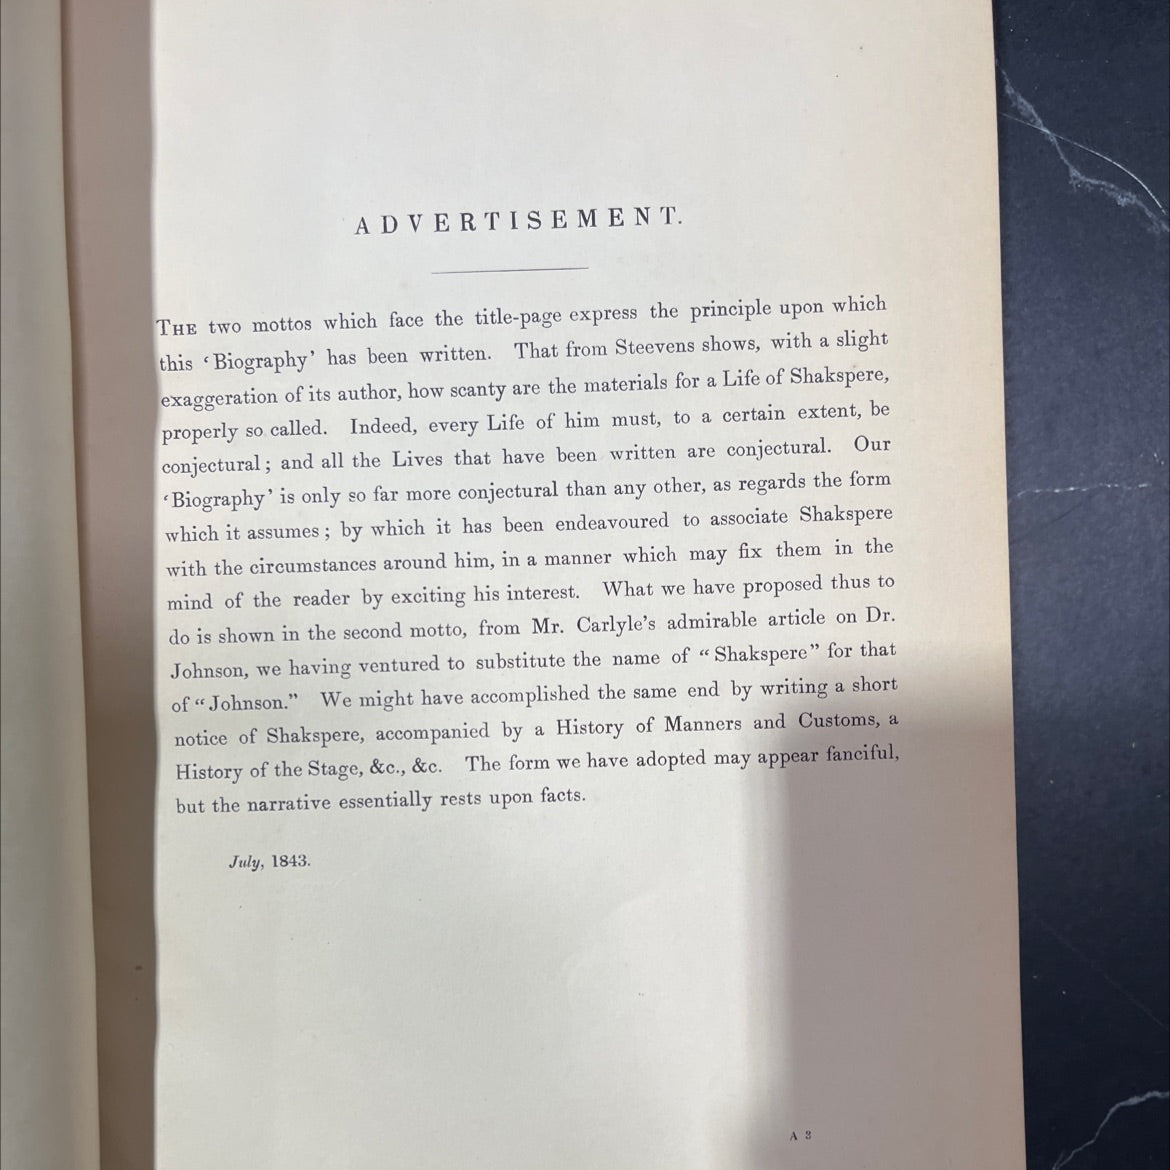 ADVERTISEMENT.
THE two mottos which face the title-page express the principle upon which
this ‘Biography’ has been written. That from Steevens shows, with a slight
exaggeration of its author, how scanty are the materials for a Life of Shakspere,
properly so called. Indeed, every Life of him must, to a certain extent, be
conjectural; and all the Lives that have been written are conjectural. Our
‘Biography’ is only so far more conjectural than any other, as regards the form
which it assumes; by which it has been endeavoured to associate Shakspere
with the circumstances around him, in a manner which may fix them in the
mind of the reader by exciting his interest. What we have proposed thus to
do is shown in the second motto, from Mr. Carlyle’s admirable article on Dr.
Johnson, we having ventured to substitute the name of “Shakspere” for that
of “Johnson.” We might have accomplished the same end by writing a short
notice of Shakspere, accompanied by a History of Manners and Customs, a
History of the Stage, &c., &c. The form we have adopted may appear fanciful,
but the narrative essentially rests upon facts.
July, 1843.
A 3